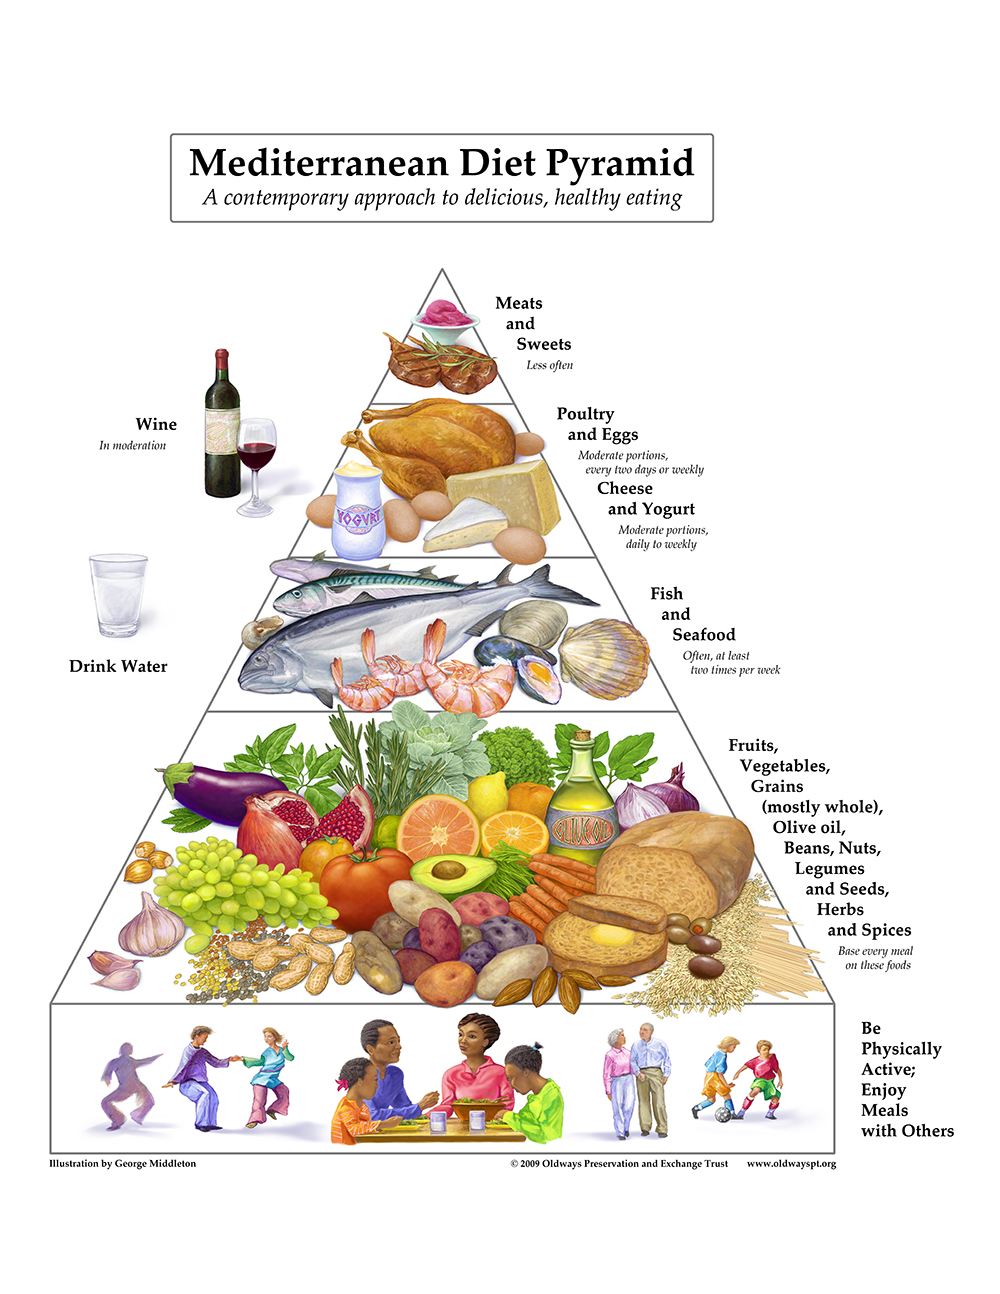 Mediterranean Diet Pyramid
A contemporary approach to delicious, healthy eating
Meats
and
Sweets
Less often
Wine
In moderation
Poultry
and Eggs
Moderate portions,
every two days or weekly
Cheese
and Yogurt
Moderate portions,
daily to weekly
YOGURT
Drink Water
Fish
and
Seafood
Often, at least
two times per week
Fruits,
Vegetables,
Grains
(mostly whole),
Olive oil,
Beans, Nuts,
Legumes
and Seeds,
Herbs
and Spices
Base every meal
on these foods
OLIVE OIL
Be
Physically
Active;
Enjoy
Meals
with Others
Illustration by George Middleton
© 2009 Oldways Preservation and Exchange Trust
www.oldwayspt.org